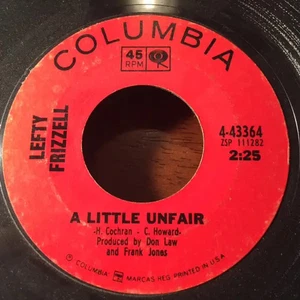 COLUMBIA
45
RPM
LEFTY
FRIZZELL
4-43364
ZSP 111282
2:25
A LITTLE UNFAIR
-H. Cochran - C. Howard-
Produced by Don Law
and Frank Jones
© COLUMBIA MARCAS REG. PRINTED IN U.S.A.